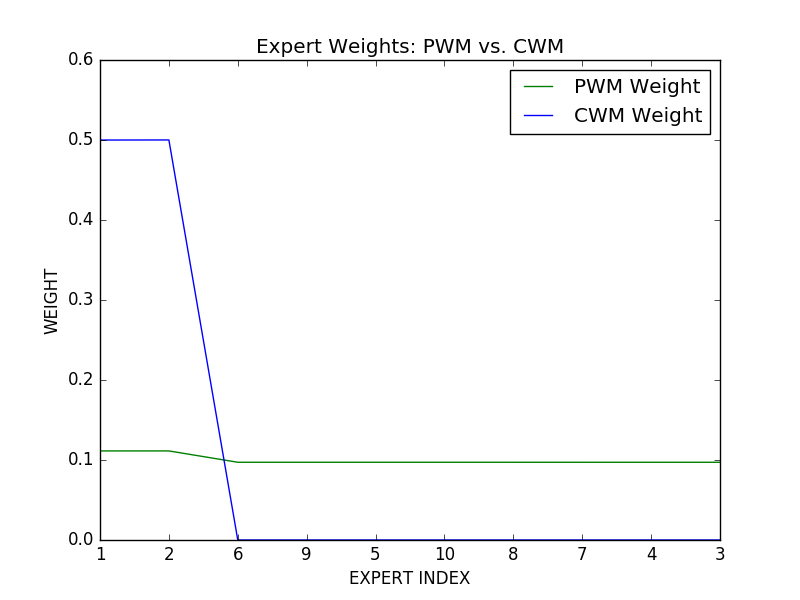 Expert Weights: PWM vs. CWM
PWM Weight
CWM Weight
0.6
0.5
0.4
0.3
0.2
0.1
0.0
WEIGHT
1 2 6 9 5 10 8 7 4 3
EXPERT INDEX